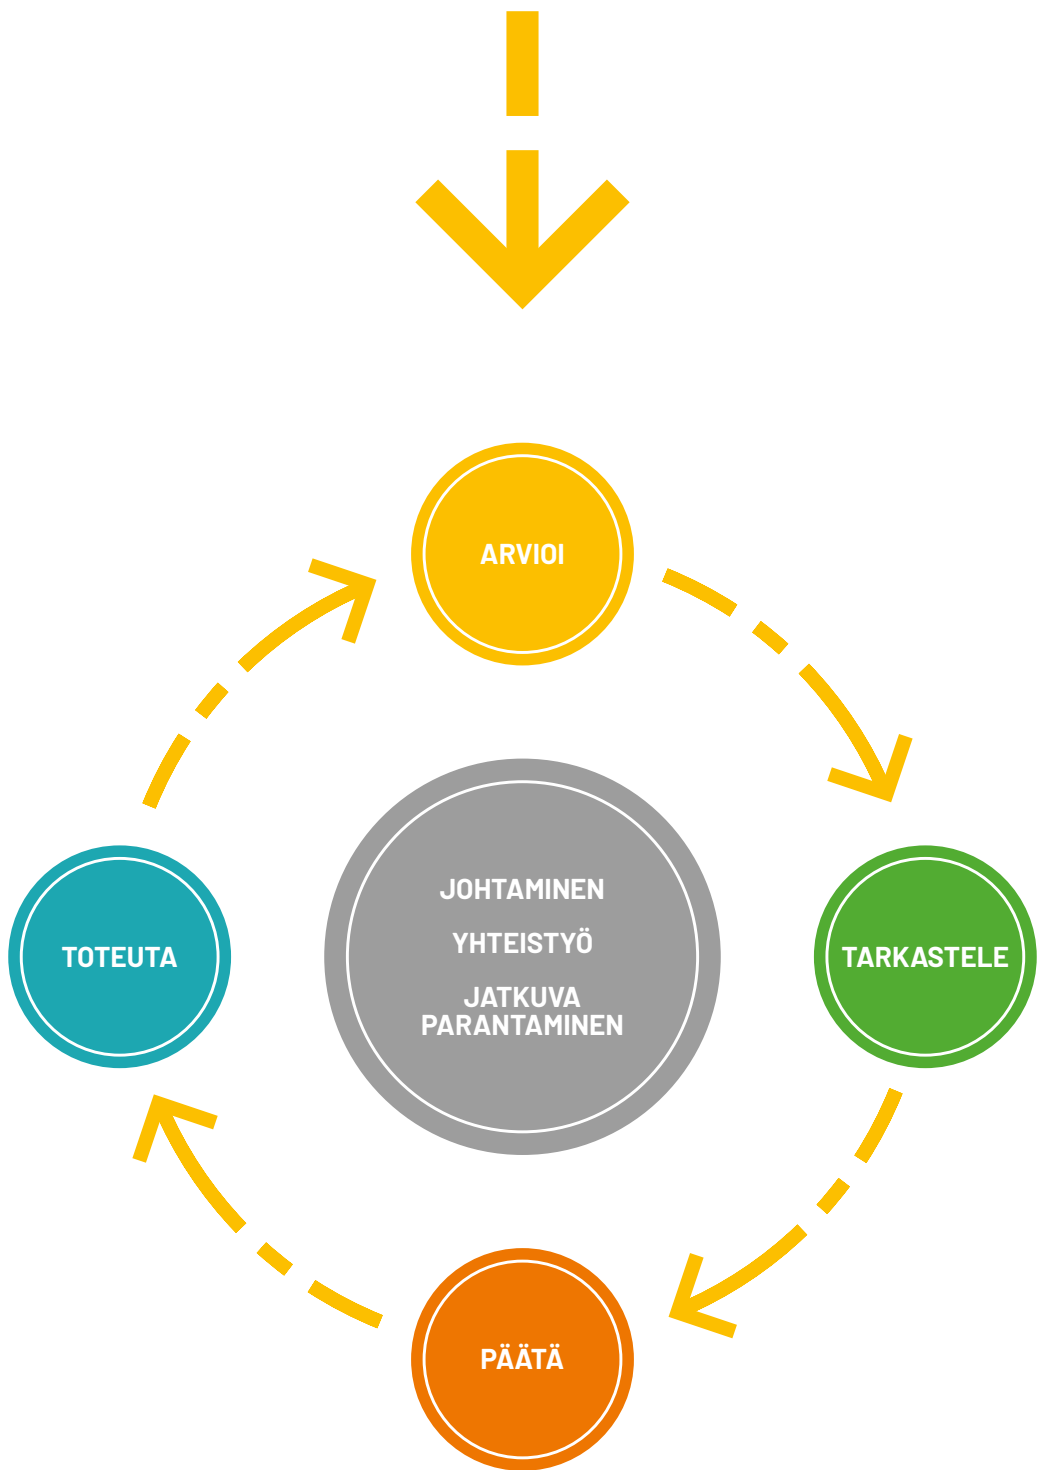 ARVIOI
TARKASTELE
PÄÄTÄ
TOTEUTA
JOHTAMINEN
YHTEISTYÖ
JATKUVA
PARANTAMINEN